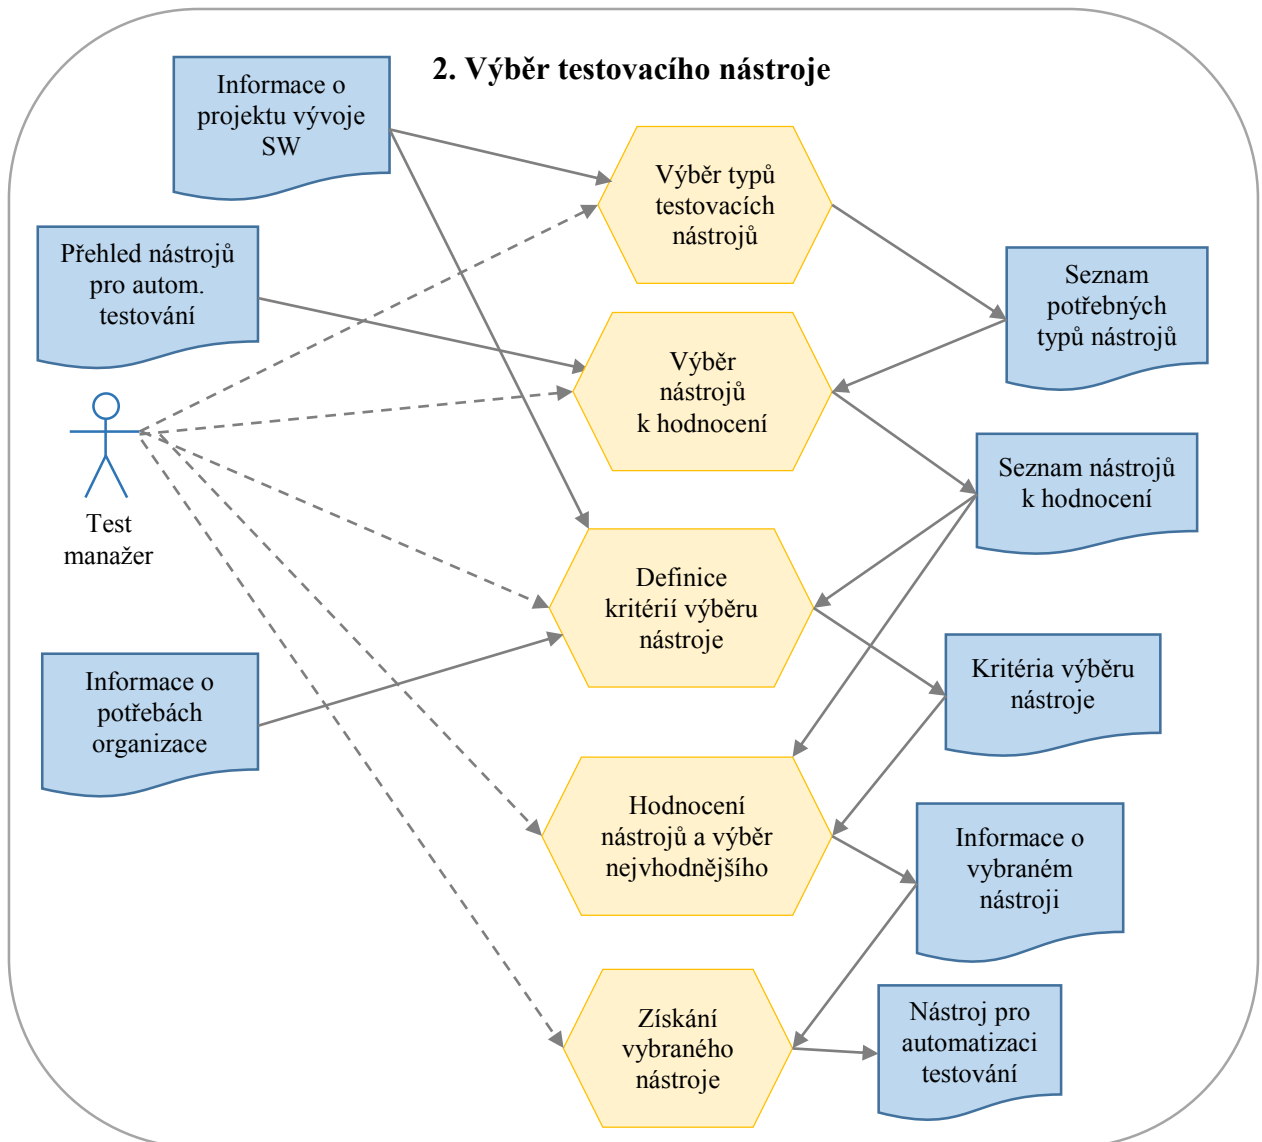 2. Výběr testovacího nástroje
Informace o
projektu vývoje
SW
Výběr typů
testovacích
nástrojů
Přehled nástrojů
pro autom.
testování
Seznam
potřebných
typů nástrojů
Výběr
nástrojů
k hodnocení
Seznam nástrojů
k hodnocení
Test
manažer
Definice
kritérií výběru
nástroje
Informace o
potřebách
organizace
Kritéria výběru
nástroje
Hodnocení
nástrojů a výběr
nejvhodnějšího
Informace o
vybraném
nástroji
Získání
vybraného
nástroje
Nástroj pro
automatizaci
testování